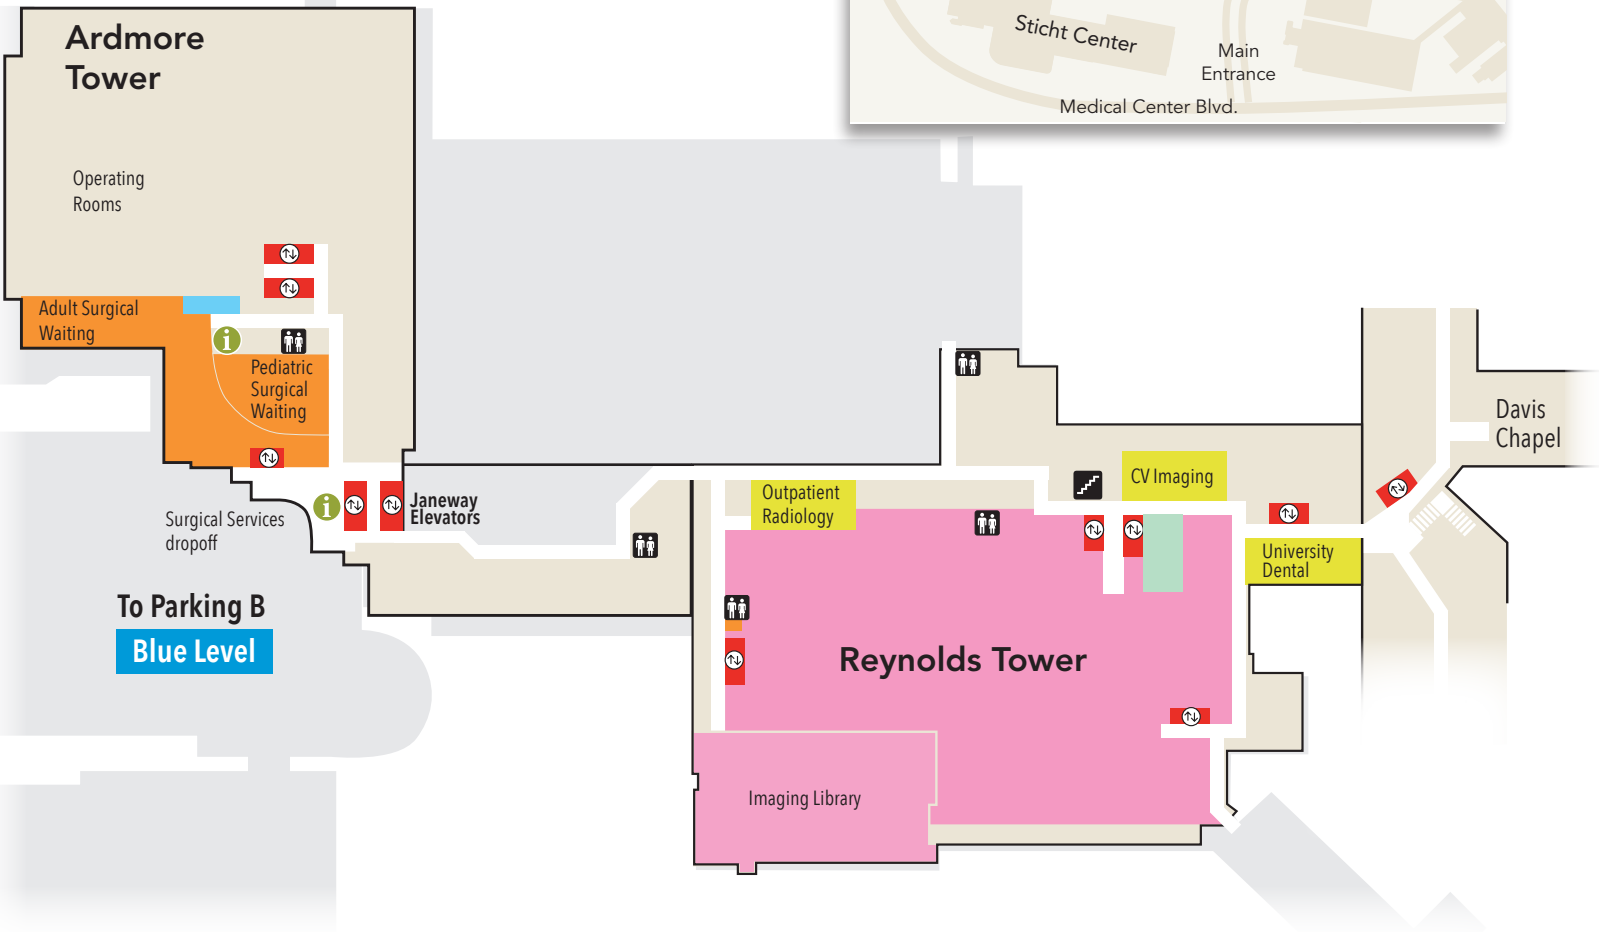 Ardmore
Tower
Sticht Center
Main
Entrance
Medical Center Blvd.
Operating
Rooms
Adult Surgical
Waiting
i
Pediatric
Surgical
Waiting
Davis
Chapel
CV Imaging
Outpatient
Radiology
i
Janeway
Elevators
Surgical Services
dropoff
University
Dental
To Parking B
Blue Level
Reynolds Tower
Imaging Library